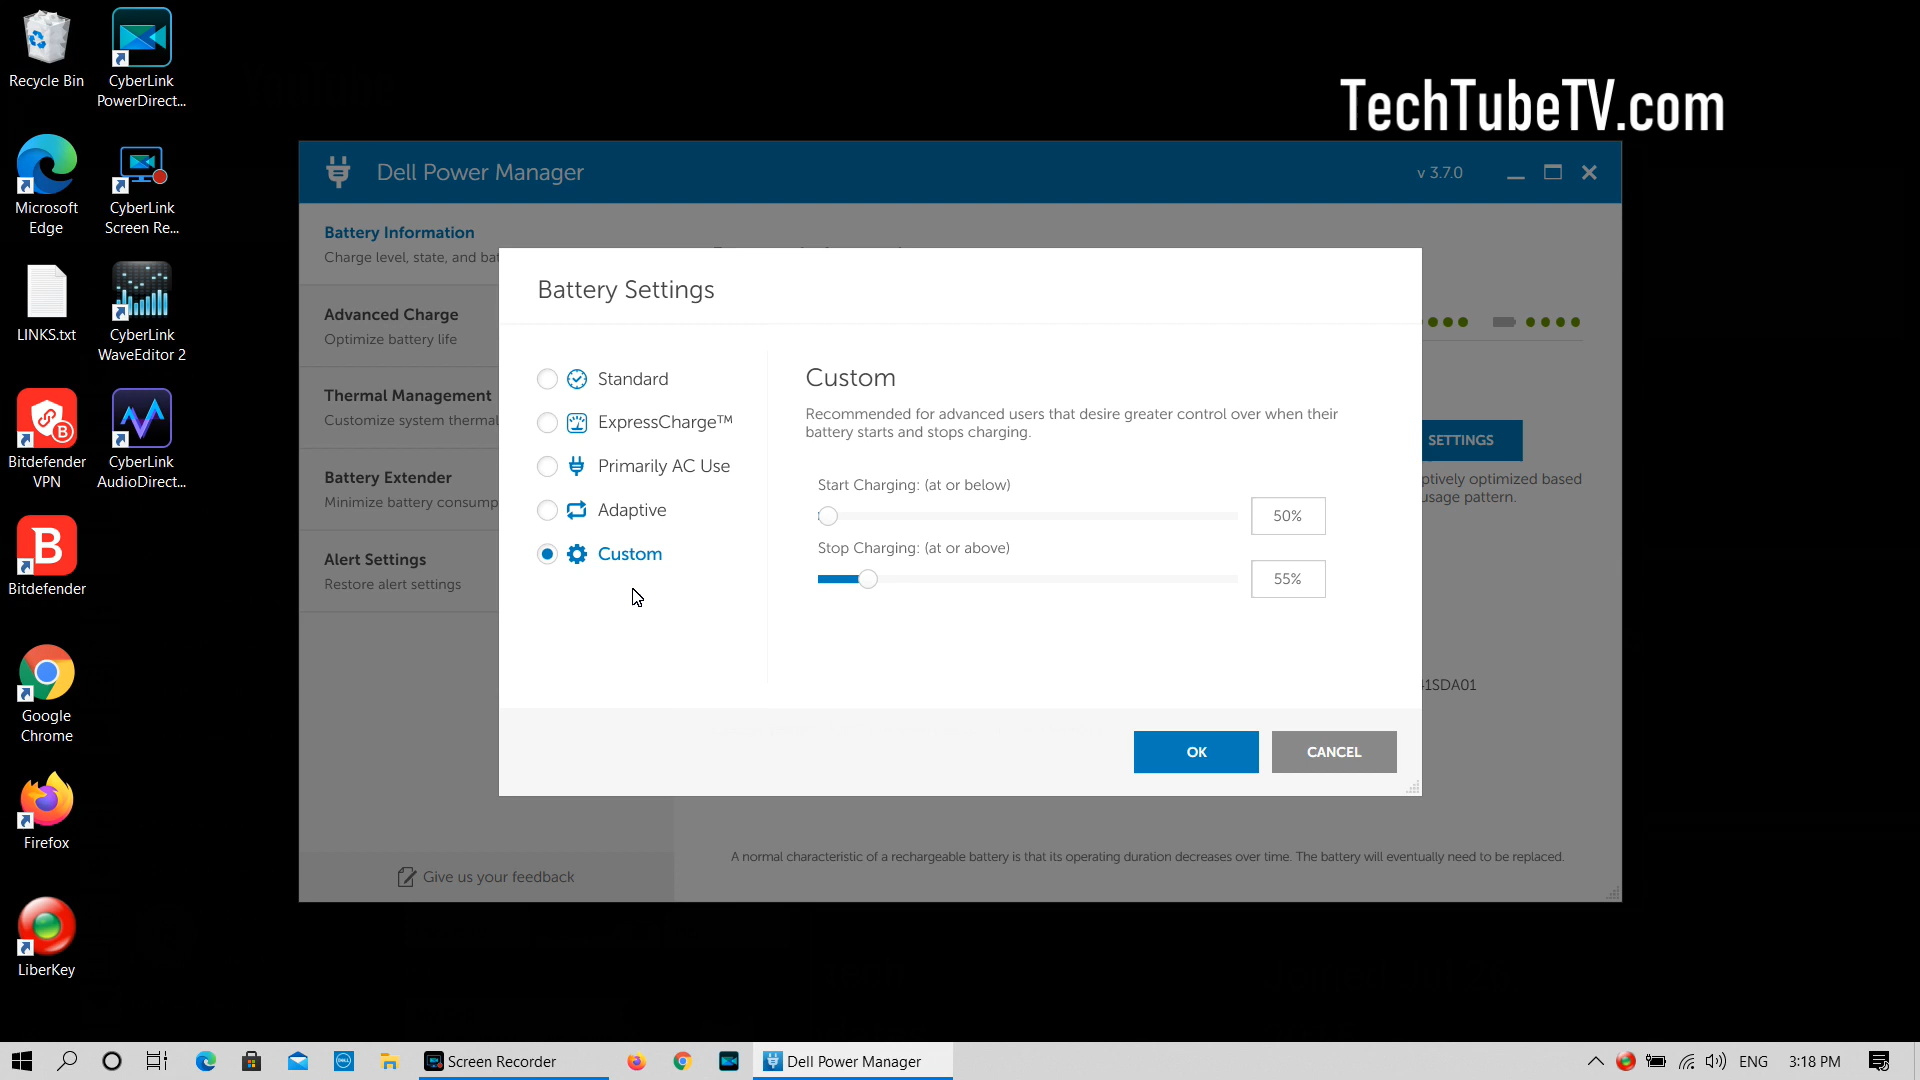 Recycle Bin
CyberLink
PowerDirect...
Microsoft
Edge
CyberLink
Screen Re...
LINKS.txt
CyberLink
WaveEditor 2
Bitdefender
VPN
CyberLink
AudioDirect...
Bitdefender
Google
Chrome
Firefox
LiberKey
TechTubeTV.com
Dell Power Manager
v 3.7.0
Battery Information
Charge level, state, and bat
Advanced Charge
Optimize battery life
Thermal Management
Customize system thermal
Battery Extender
Minimize battery consump
Alert Settings
Restore alert settings
Give us your feedback
Battery Settings
Standard
ExpressCharge™
Primarily AC Use
Adaptive
Custom
Custom
Recommended for advanced users that desire greater control over when their
battery starts and stops charging.
Start Charging: (at or below)
50%
Stop Charging: (at or above)
55%
OK
CANCEL
SETTINGS
ptively optimized based
usage pattern.
1SDA01
A normal characteristic of a rechargeable battery is that its operating duration decreases over time. The battery will eventually need to be replaced.
Screen Recorder
Dell Power Manager
ENG
3:18 PM